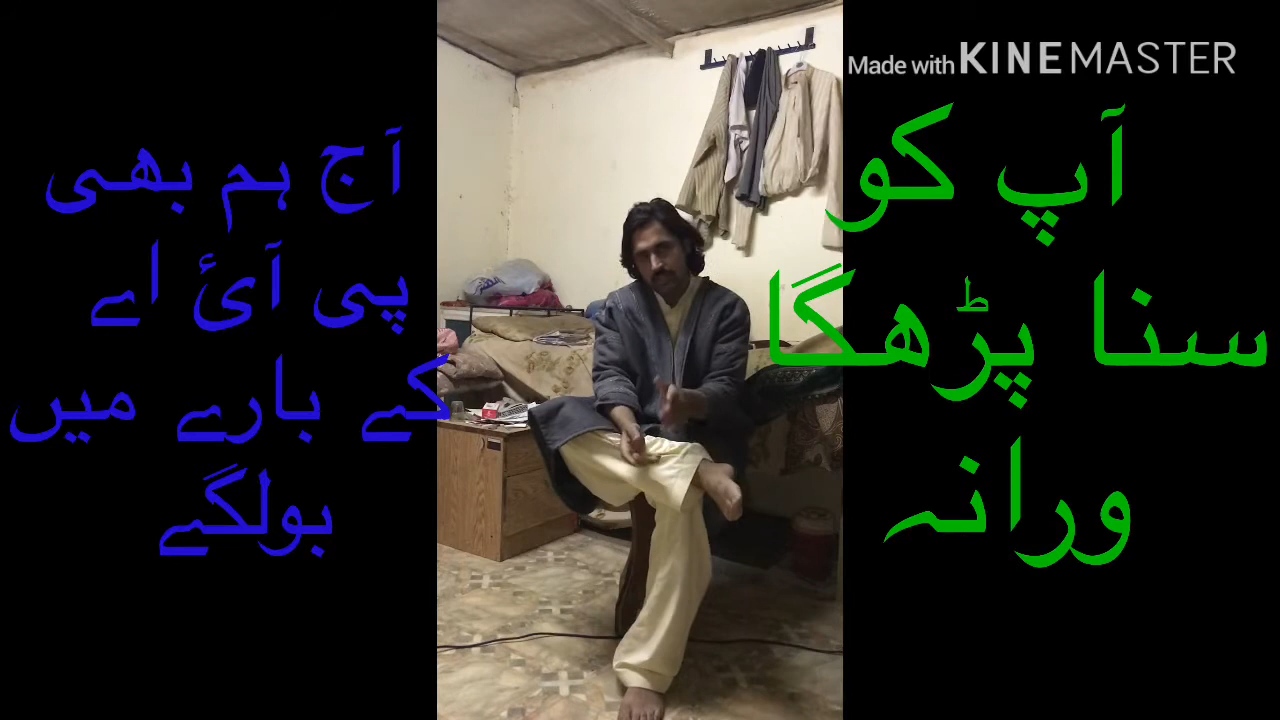 Made with KINEMASTER
آج ہم بھی
پی آئ اے
کے بارے میں
بولگے
آپ کو
سنا پڑھگا
ورانہ